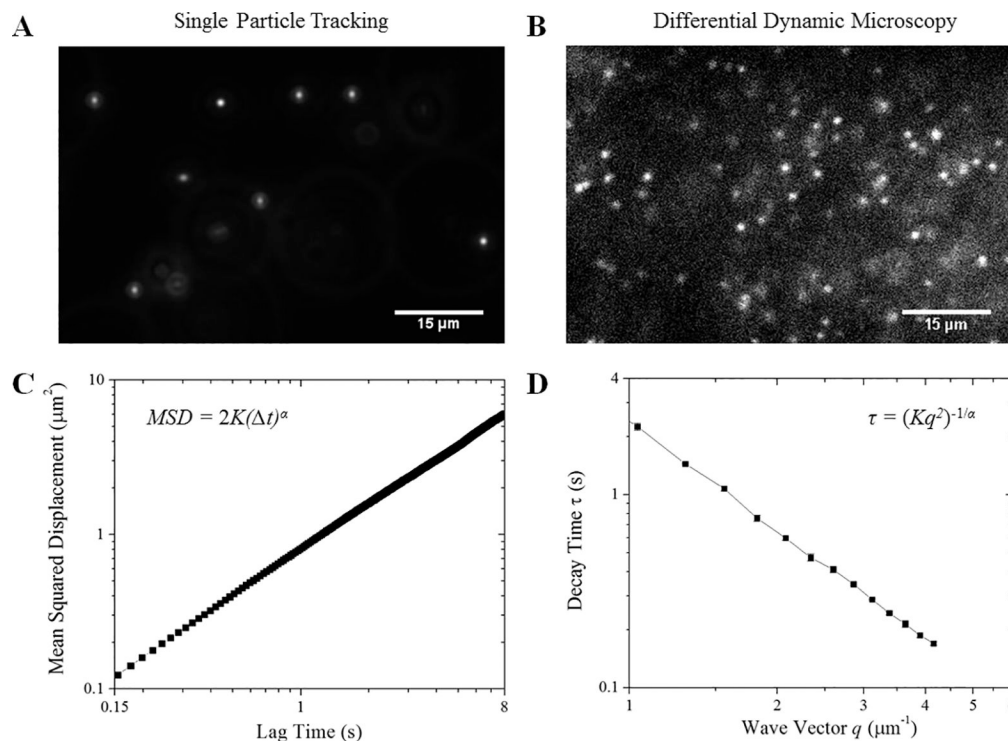 Single Particle Tracking
Differential Dynamic Microscopy
A
B
15 µm
15 µm
C
D
Mean Squared Displacement (µm²)
10
1
0.1
MSD = 2K(Δt)^α
0.15
1
8
Lag Time (s)
Decay Time τ (s)
4
1
0.1
τ = (Kq²)^-1/α
1
2
3
4
5
Wave Vector q (µm⁻¹)